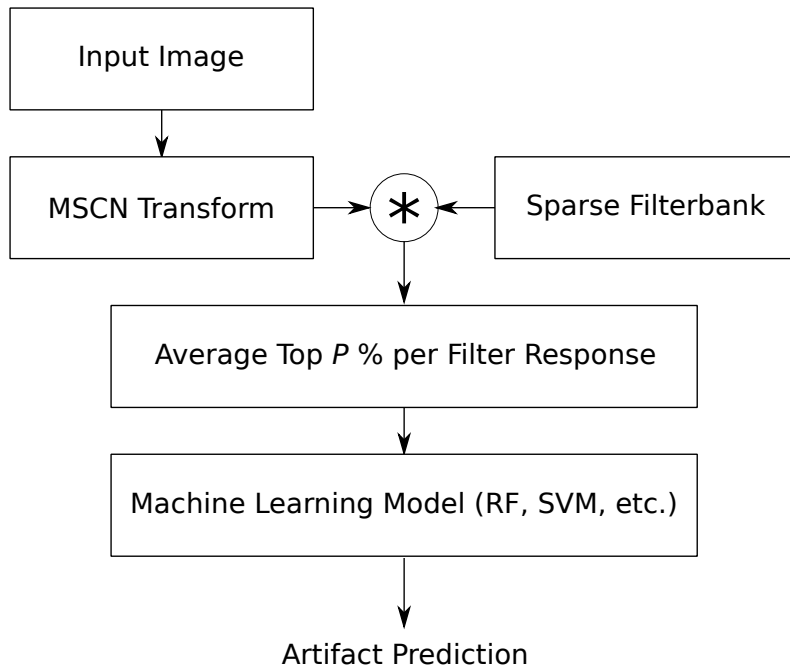 Input Image
MSCN Transform
*
Sparse Filterbank
Average Top P % per Filter Response
Machine Learning Model (RF, SVM, etc.)
Artifact Prediction